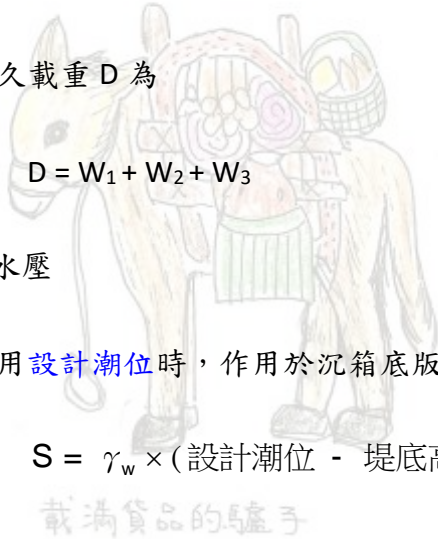 久載重 D 為
D = W₁ + W₂ + W₃
水壓
用設計潮位時，作用於沉箱底版
S = γw × (設計潮位 - 堤底高
載滿貨品的驢子